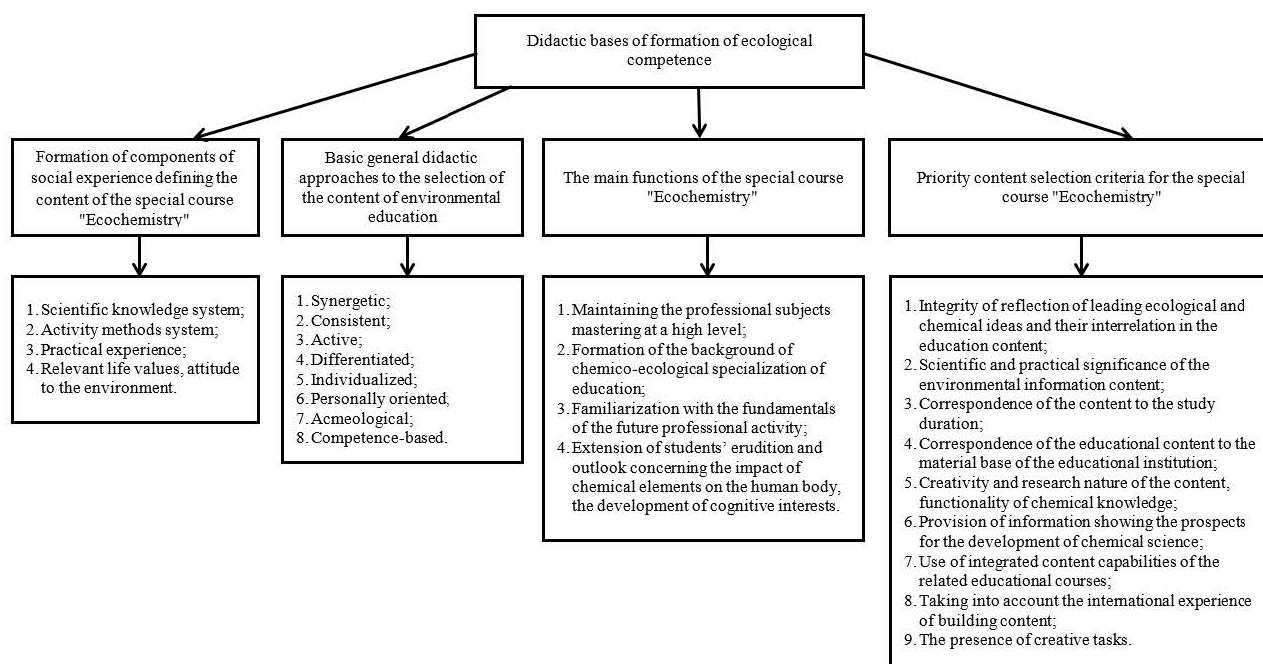 Didactic bases of formation of ecological
competence
Formation of components of
social experience defining the
content of the special course
"Ecochemistry"
Basic general didactic
approaches to the selection of
the content of environmental
education
The main functions of the special course
"Ecochemistry"
Priority content selection criteria for the special
course "Ecochemistry"
1. Scientific knowledge system;
2. Activity methods system;
3. Practical experience;
4. Relevant life values, attitude
to the environment.
1. Synergetic;
2. Consistent;
3. Active;
4. Differentiated;
5. Individualized;
6. Personally oriented;
7. Acmeological;
8. Competence-based.
1. Maintaining the professional subjects
mastering at a high level;
2. Formation of the background of
chemico-ecological specialization of
education;
3. Familiarization with the fundamentals
of the future professional activity;
4. Extension of students’ erudition and
outlook concerning the impact of
chemical elements on the human body,
the development of cognitive interests.
1. Integrity of reflection of leading ecological and
chemical ideas and their interrelation in the
education content;
2. Scientific and practical significance of the
environmental information content;
3. Correspondence of the content to the study
duration;
4. Correspondence of the educational content to the
material base of the educational institution;
5. Creativity and research nature of the content,
functionality of chemical knowledge;
6. Provision of information showing the prospects
for the development of chemical science;
7. Use of integrated content capabilities of the
related educational courses;
8. Taking into account the international experience
of building content;
9. The presence of creative tasks.